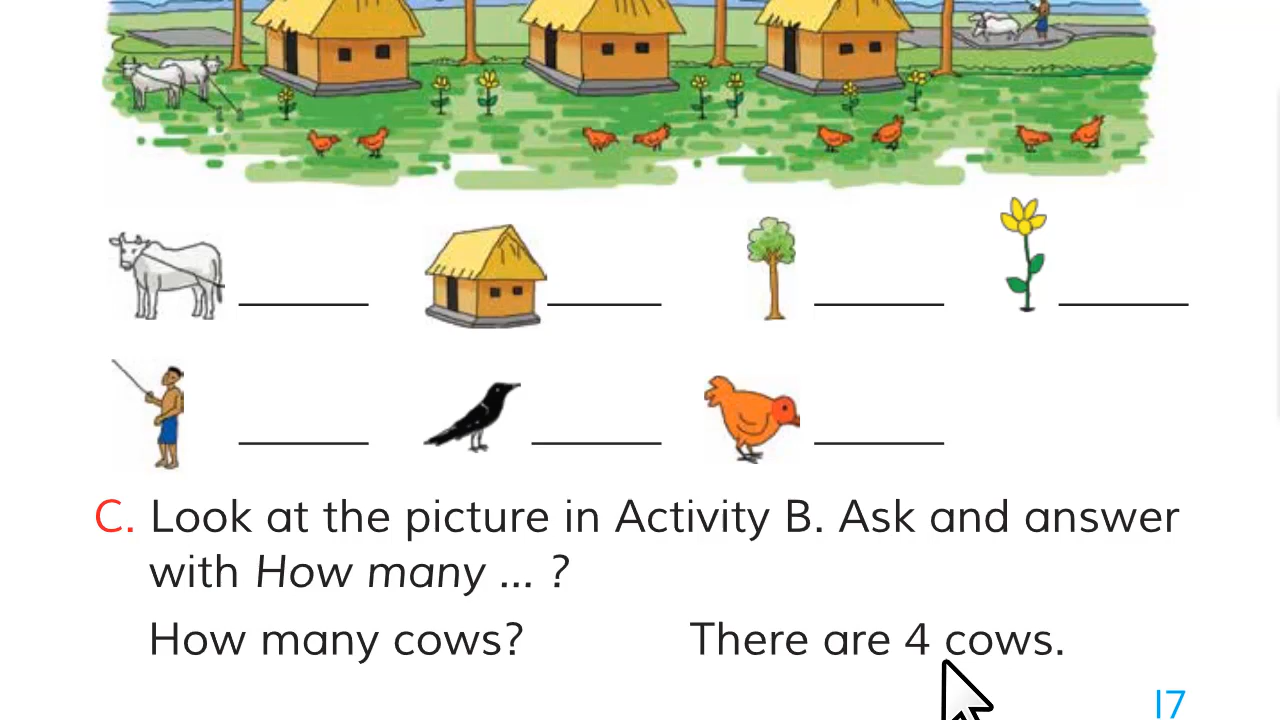 C. Look at the picture in Activity B. Ask and answer
with How many ... ?
How many cows? There are 4 cows.
17